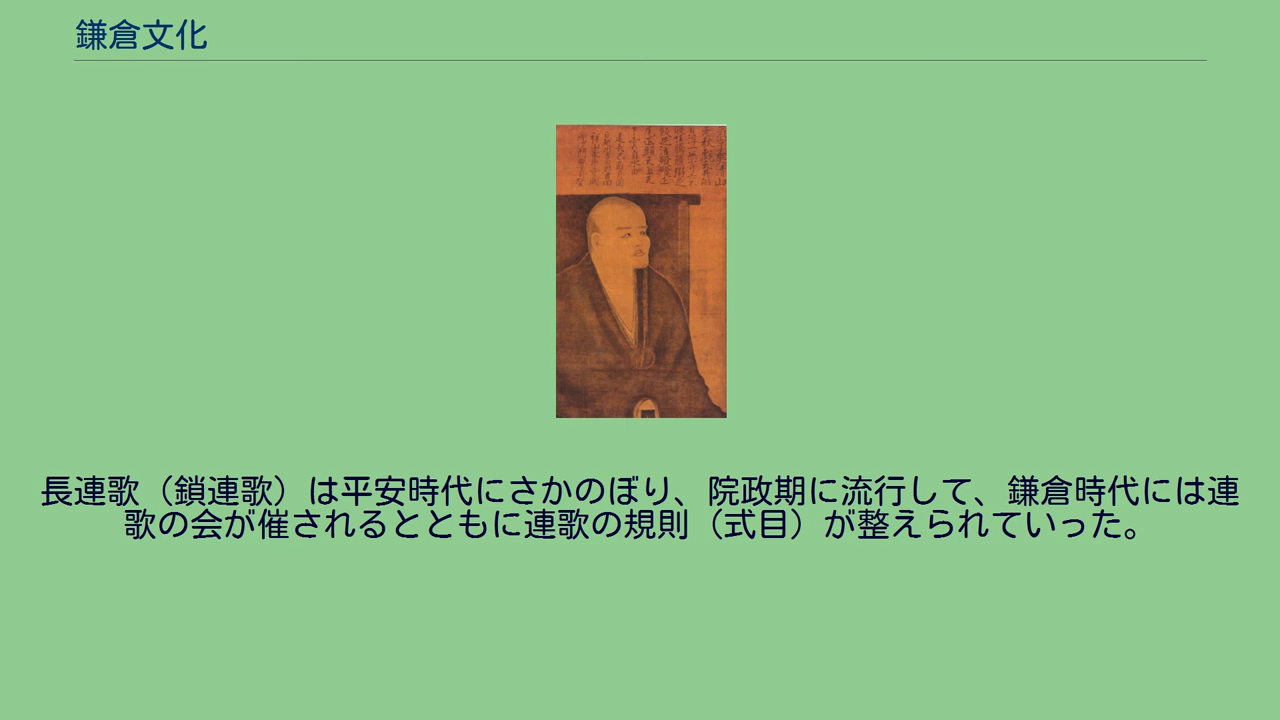 鎌倉文化
長連歌（鎖連歌）は平安時代にさかのぼり、院政期に流行して、鎌倉時代には連
歌の会が催されるとともに連歌の規則（式目）が整えられていった。